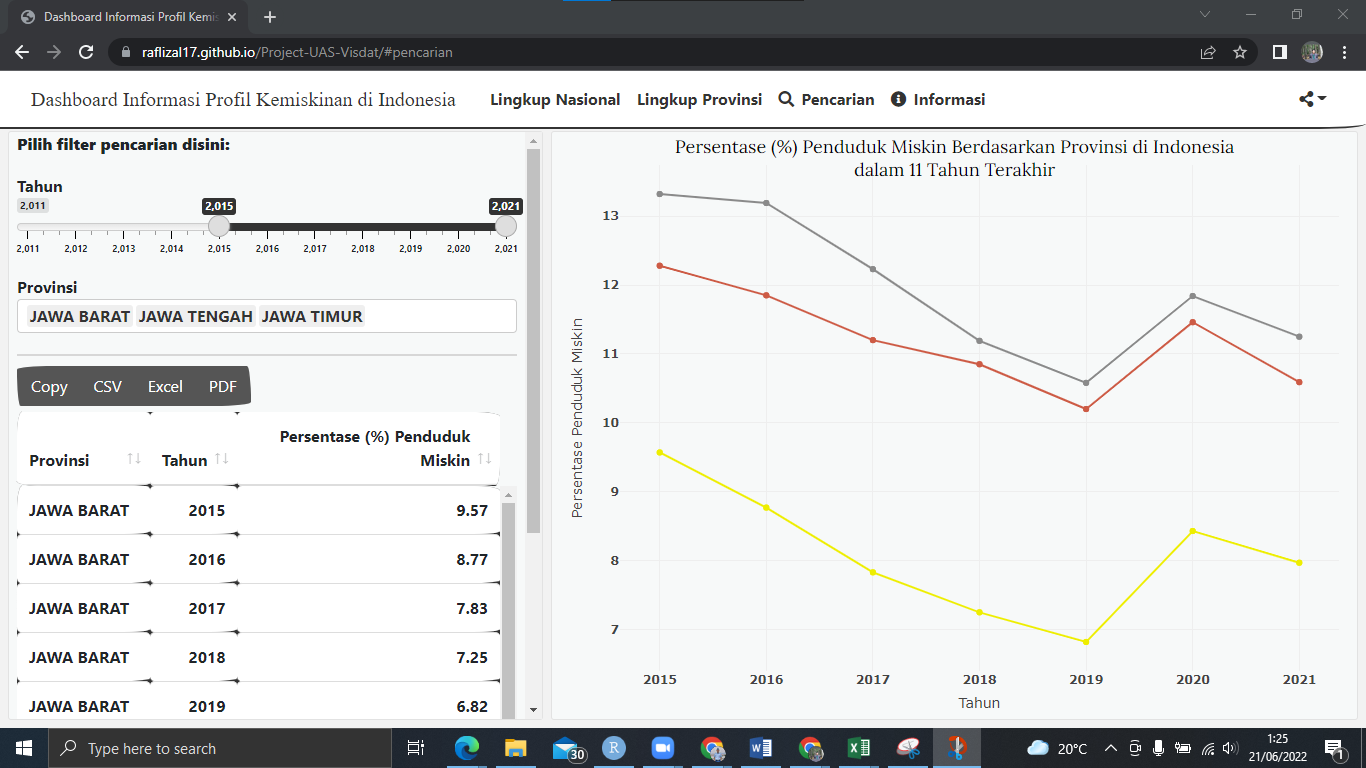 Dashboard Informasi Profil Kemis
raflizal17.github.io/Project-UAS-Visdat/#pencarian
Dashboard Informasi Profil Kemiskinan di Indonesia
Lingkup Nasional
Lingkup Provinsi
Pencarian
Informasi
Pilih filter pencarian disini:
Tahun
2,011
2,015
2,021
2,011 2,012 2,013 2,014 2,015 2,016 2,017 2,018 2,019 2,020 2,021
Provinsi
JAWA BARAT JAWA TENGAH JAWA TIMUR
Copy CSV Excel PDF
Provinsi Tahun Persentase (%) Penduduk
Miskin
JAWA BARAT 2015 9.57
JAWA BARAT 2016 8.77
JAWA BARAT 2017 7.83
JAWA BARAT 2018 7.25
JAWA BARAT 2019 6.82
Persentase (%) Penduduk Miskin Berdasarkan Provinsi di Indonesia
dalam 11 Tahun Terakhir
Persentase Penduduk Miskin
13
12
11
10
9
8
7
2015 2016 2017 2018 2019 2020 2021
Tahun
Type here to search
30
R
20°C
1:25
21/06/2022
1